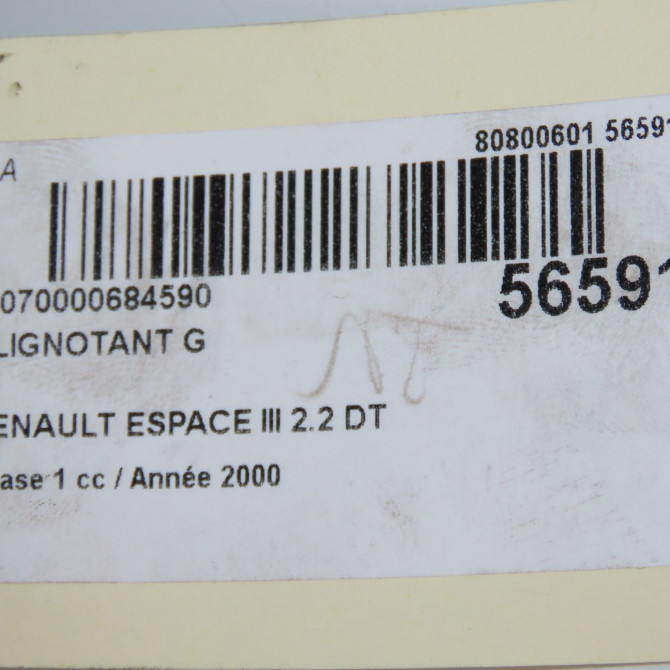 80800601 56591
A
070000684590
56591
LIGNOTANT G
ENAULT ESPACE III 2.2 DT
ase 1 cc / Année 2000